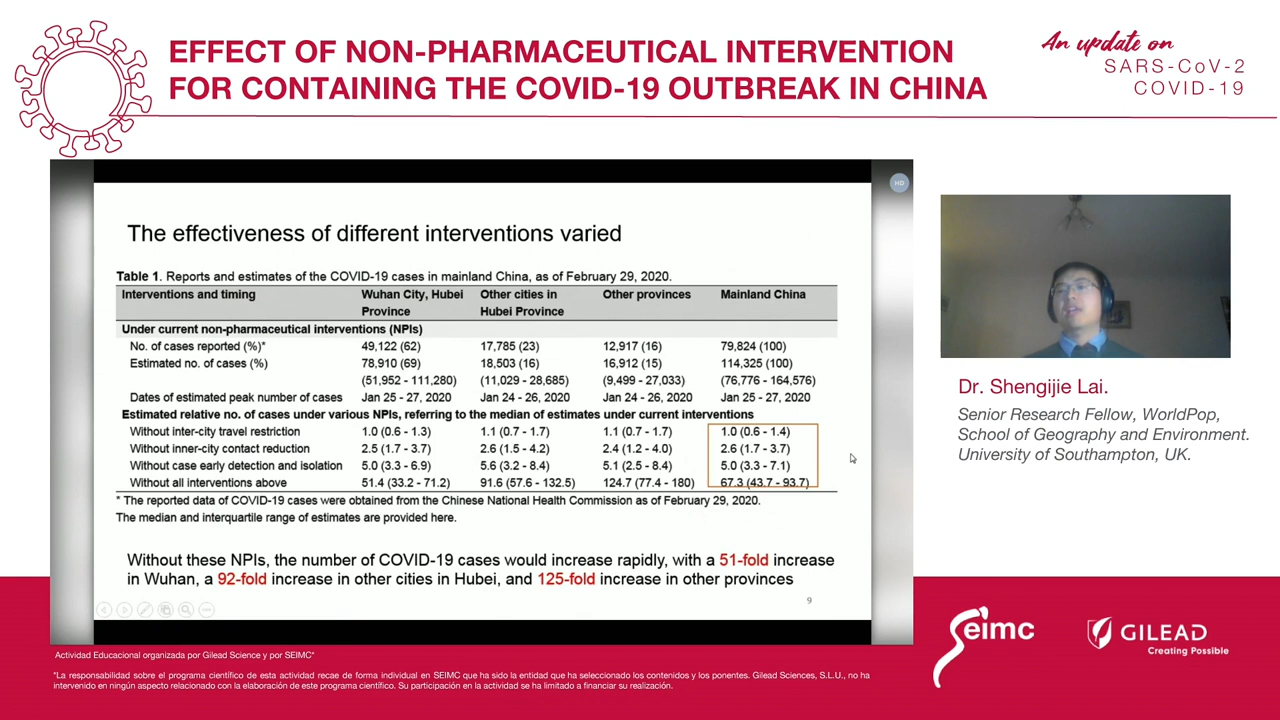 EFFECT OF NON-PHARMACEUTICAL INTERVENTION
FOR CONTAINING THE COVID-19 OUTBREAK IN CHINA
An update on
SARS-CoV-2
COVID-19
HD
The effectiveness of different interventions varied
Table 1. Reports and estimates of the COVID-19 cases in mainland China, as of February 29, 2020.
Interventions and timing Wuhan City, Hubei Province Other cities in Hubei Province Other provinces Mainland China
Under current non-pharmaceutical interventions (NPIs)
No. of cases reported (%)* 49,122 (62) 17,785 (23) 12,917 (16) 79,824 (100)
Estimated no. of cases (%) 78,910 (69) 18,503 (16) 16,912 (15) 114,325 (100)
(51,952 - 111,280) (11,029 - 28,685) (9,499 - 27,033) (76,776 - 164,576)
Dates of estimated peak number of cases Jan 25 - 27, 2020 Jan 24 - 26, 2020 Jan 24 - 26, 2020 Jan 25 - 27, 2020
Estimated relative no. of cases under various NPIs, referring to the median of estimates under current interventions
Without inter-city travel restriction 1.0 (0.6 - 1.3) 1.1 (0.7 - 1.7) 1.1 (0.7 - 1.7) 1.0 (0.6 - 1.4)
Without inner-city contact reduction 2.5 (1.7 - 3.7) 2.6 (1.5 - 4.2) 2.4 (1.2 - 4.0) 2.6 (1.7 - 3.7)
Without case early detection and isolation 5.0 (3.3 - 6.9) 5.6 (3.2 - 8.4) 5.1 (2.5 - 8.4) 5.0 (3.3 - 7.1)
Without all interventions above 51.4 (33.2 - 71.2) 91.6 (57.6 - 132.5) 124.7 (77.4 - 180) 67.3 (43.7 - 93.7)
* The reported data of COVID-19 cases were obtained from the Chinese National Health Commission as of February 29, 2020.
The median and interquartile range of estimates are provided here.
Without these NPIs, the number of COVID-19 cases would increase rapidly, with a 51-fold increase
in Wuhan, a 92-fold increase in other cities in Hubei, and 125-fold increase in other provinces
9
Dr. Shengijie Lai.
Senior Research Fellow, WorldPop,
School of Geography and Environment.
University of Southampton, UK.
Seimc
GILEAD
Creating Possible
Actividad Educacional organizada por Gilead Science y por SEIMC*
*La responsabilidad sobre el programa científico de esta actividad recae de forma individual en SEIMC que ha sido la entidad que ha seleccionado los contenidos y los ponentes. Gilead Sciences, S.L.U., no ha
intervenido en ningún aspecto relacionado con la elaboración de este programa científico. Su participación en la actividad se ha limitado a financiar su realización.